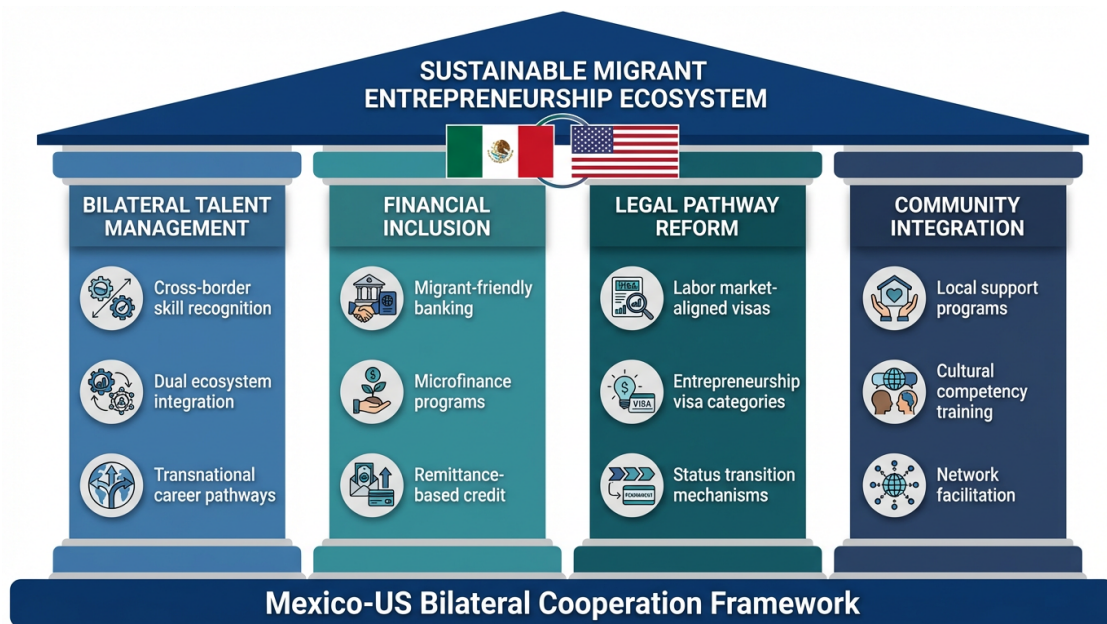 SUSTAINABLE MIGRANT
ENTREPRENEURSHIP ECOSYSTEM
BILATERAL TALENT
MANAGEMENT
Cross-border
skill recognition
Dual ecosystem
integration
Transnational
career pathways
FINANCIAL
INCLUSION
Migrant-friendly
banking
Microfinance
programs
Remittance-
based credit
LEGAL PATHWAY
REFORM
Labor market-
aligned visas
Entrepreneurship
visa categories
VISA
Status transition
mechanisms
COMMUNITY
INTEGRATION
Local support
programs
Cultural
competency
training
Network
facilitation
Mexico-US Bilateral Cooperation Framework